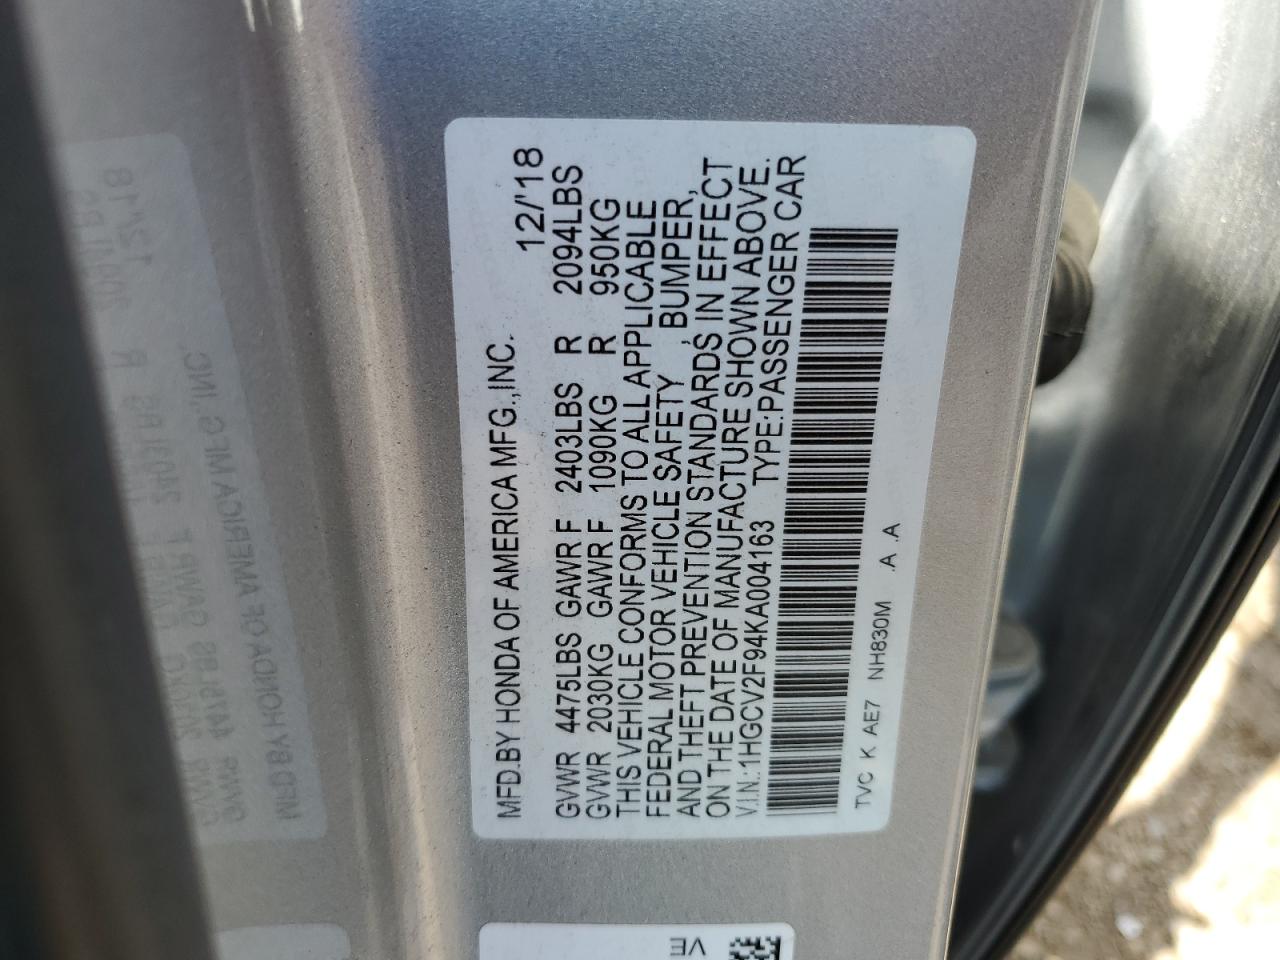 MFD.BY HONDA OF AMERICA MFG.,INC. 12/'18
GVWR 4475LBS GAWR F 2403LBS R 2094LBS
GVWR 2030KG GAWR F 1090KG R 950KG
THIS VEHICLE CONFORMS TO ALL APPLICABLE
FEDERAL MOTOR VEHICLE SAFETY, BUMPER,
AND THEFT PREVENTION STANDARDS IN EFFECT
ON THE DATE OF MANUFACTURE SHOWN ABOVE.
V.I.N.:1HGCV2F94KA004163 TYPE:PASSENGER CAR
TVC K AE7 NH830M .A .A
VE